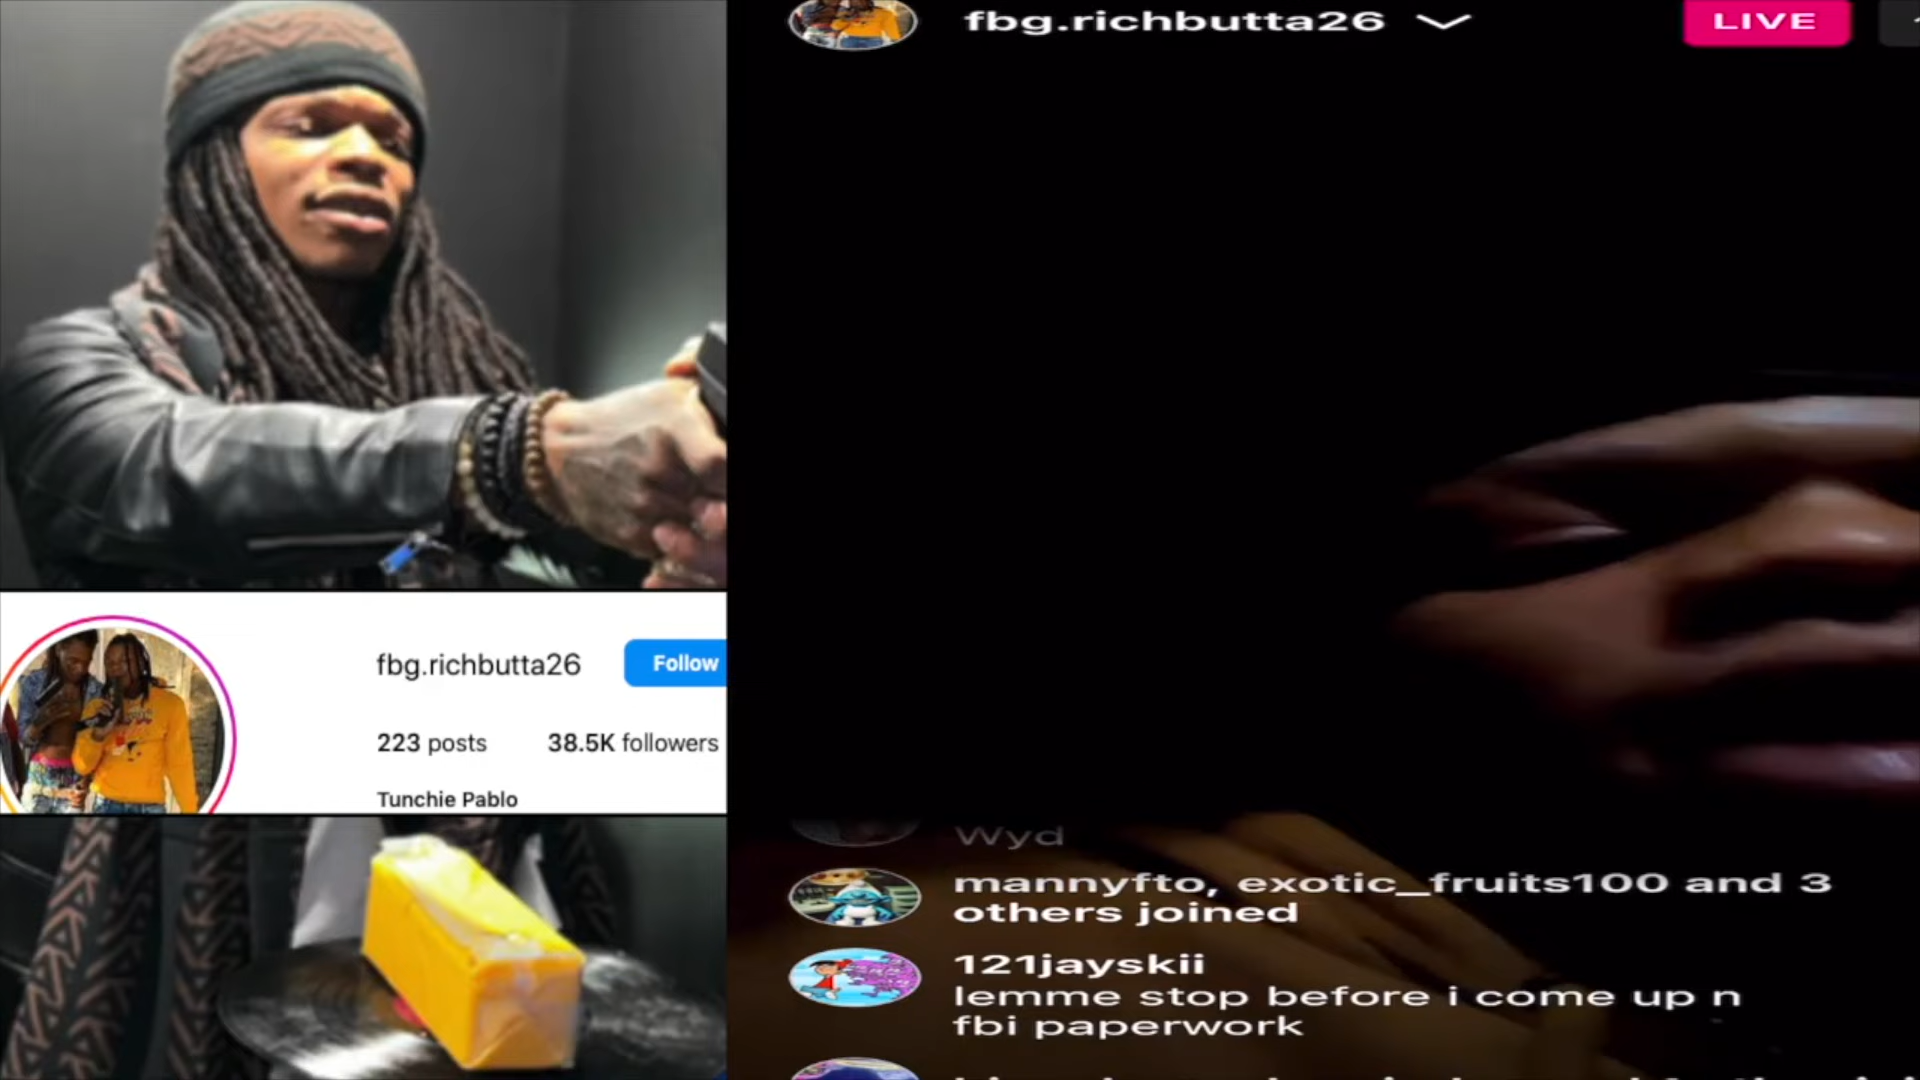 fbg.richbutta26
LIVE
fbg.richbutta26
Follow
223 posts
38.5K followers
Tunchie Pablo
Wyd
mannyfto, exotic_fruits100 and 3
others joined
121jayskii
lemme stop before i come up n
fbi paperwork